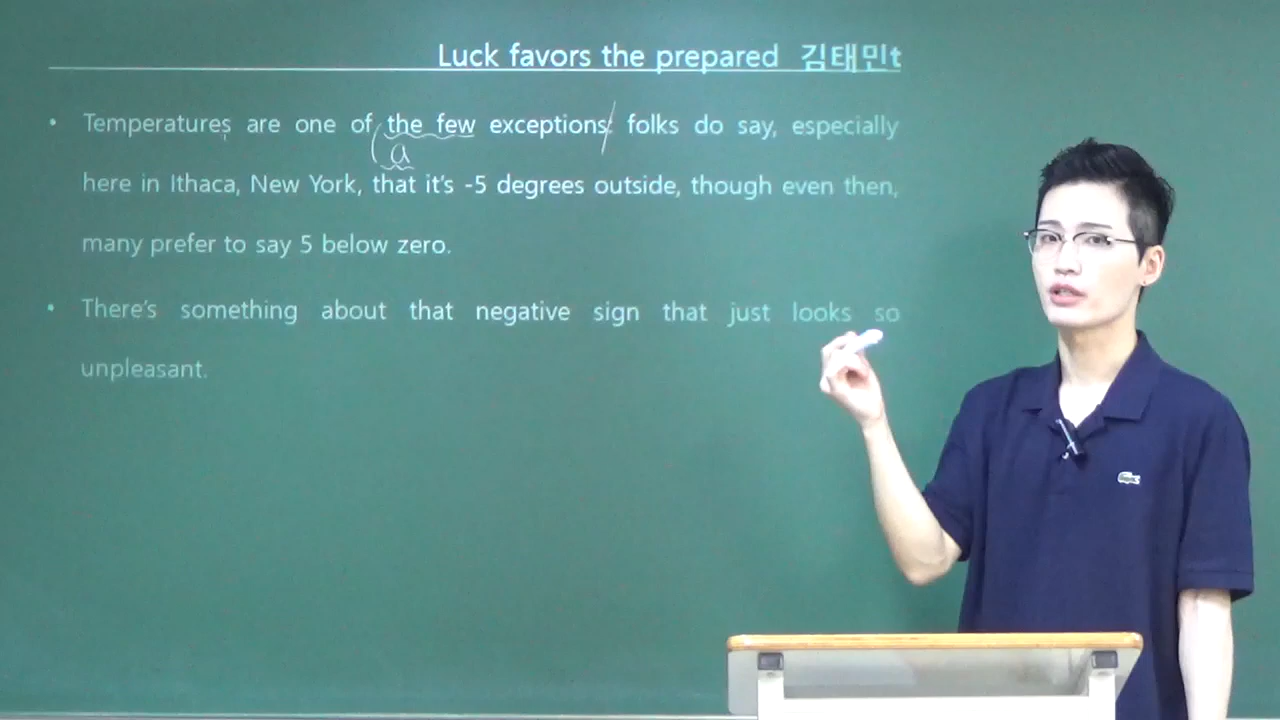 Luck favors the prepared 김태민t
• Temperatures are one of the few exceptions: folks do say, especially
a
here in Ithaca, New York, that it's -5 degrees outside, though even then,
many prefer to say 5 below zero.
• There's something about that negative sign that just looks so
unpleasant.